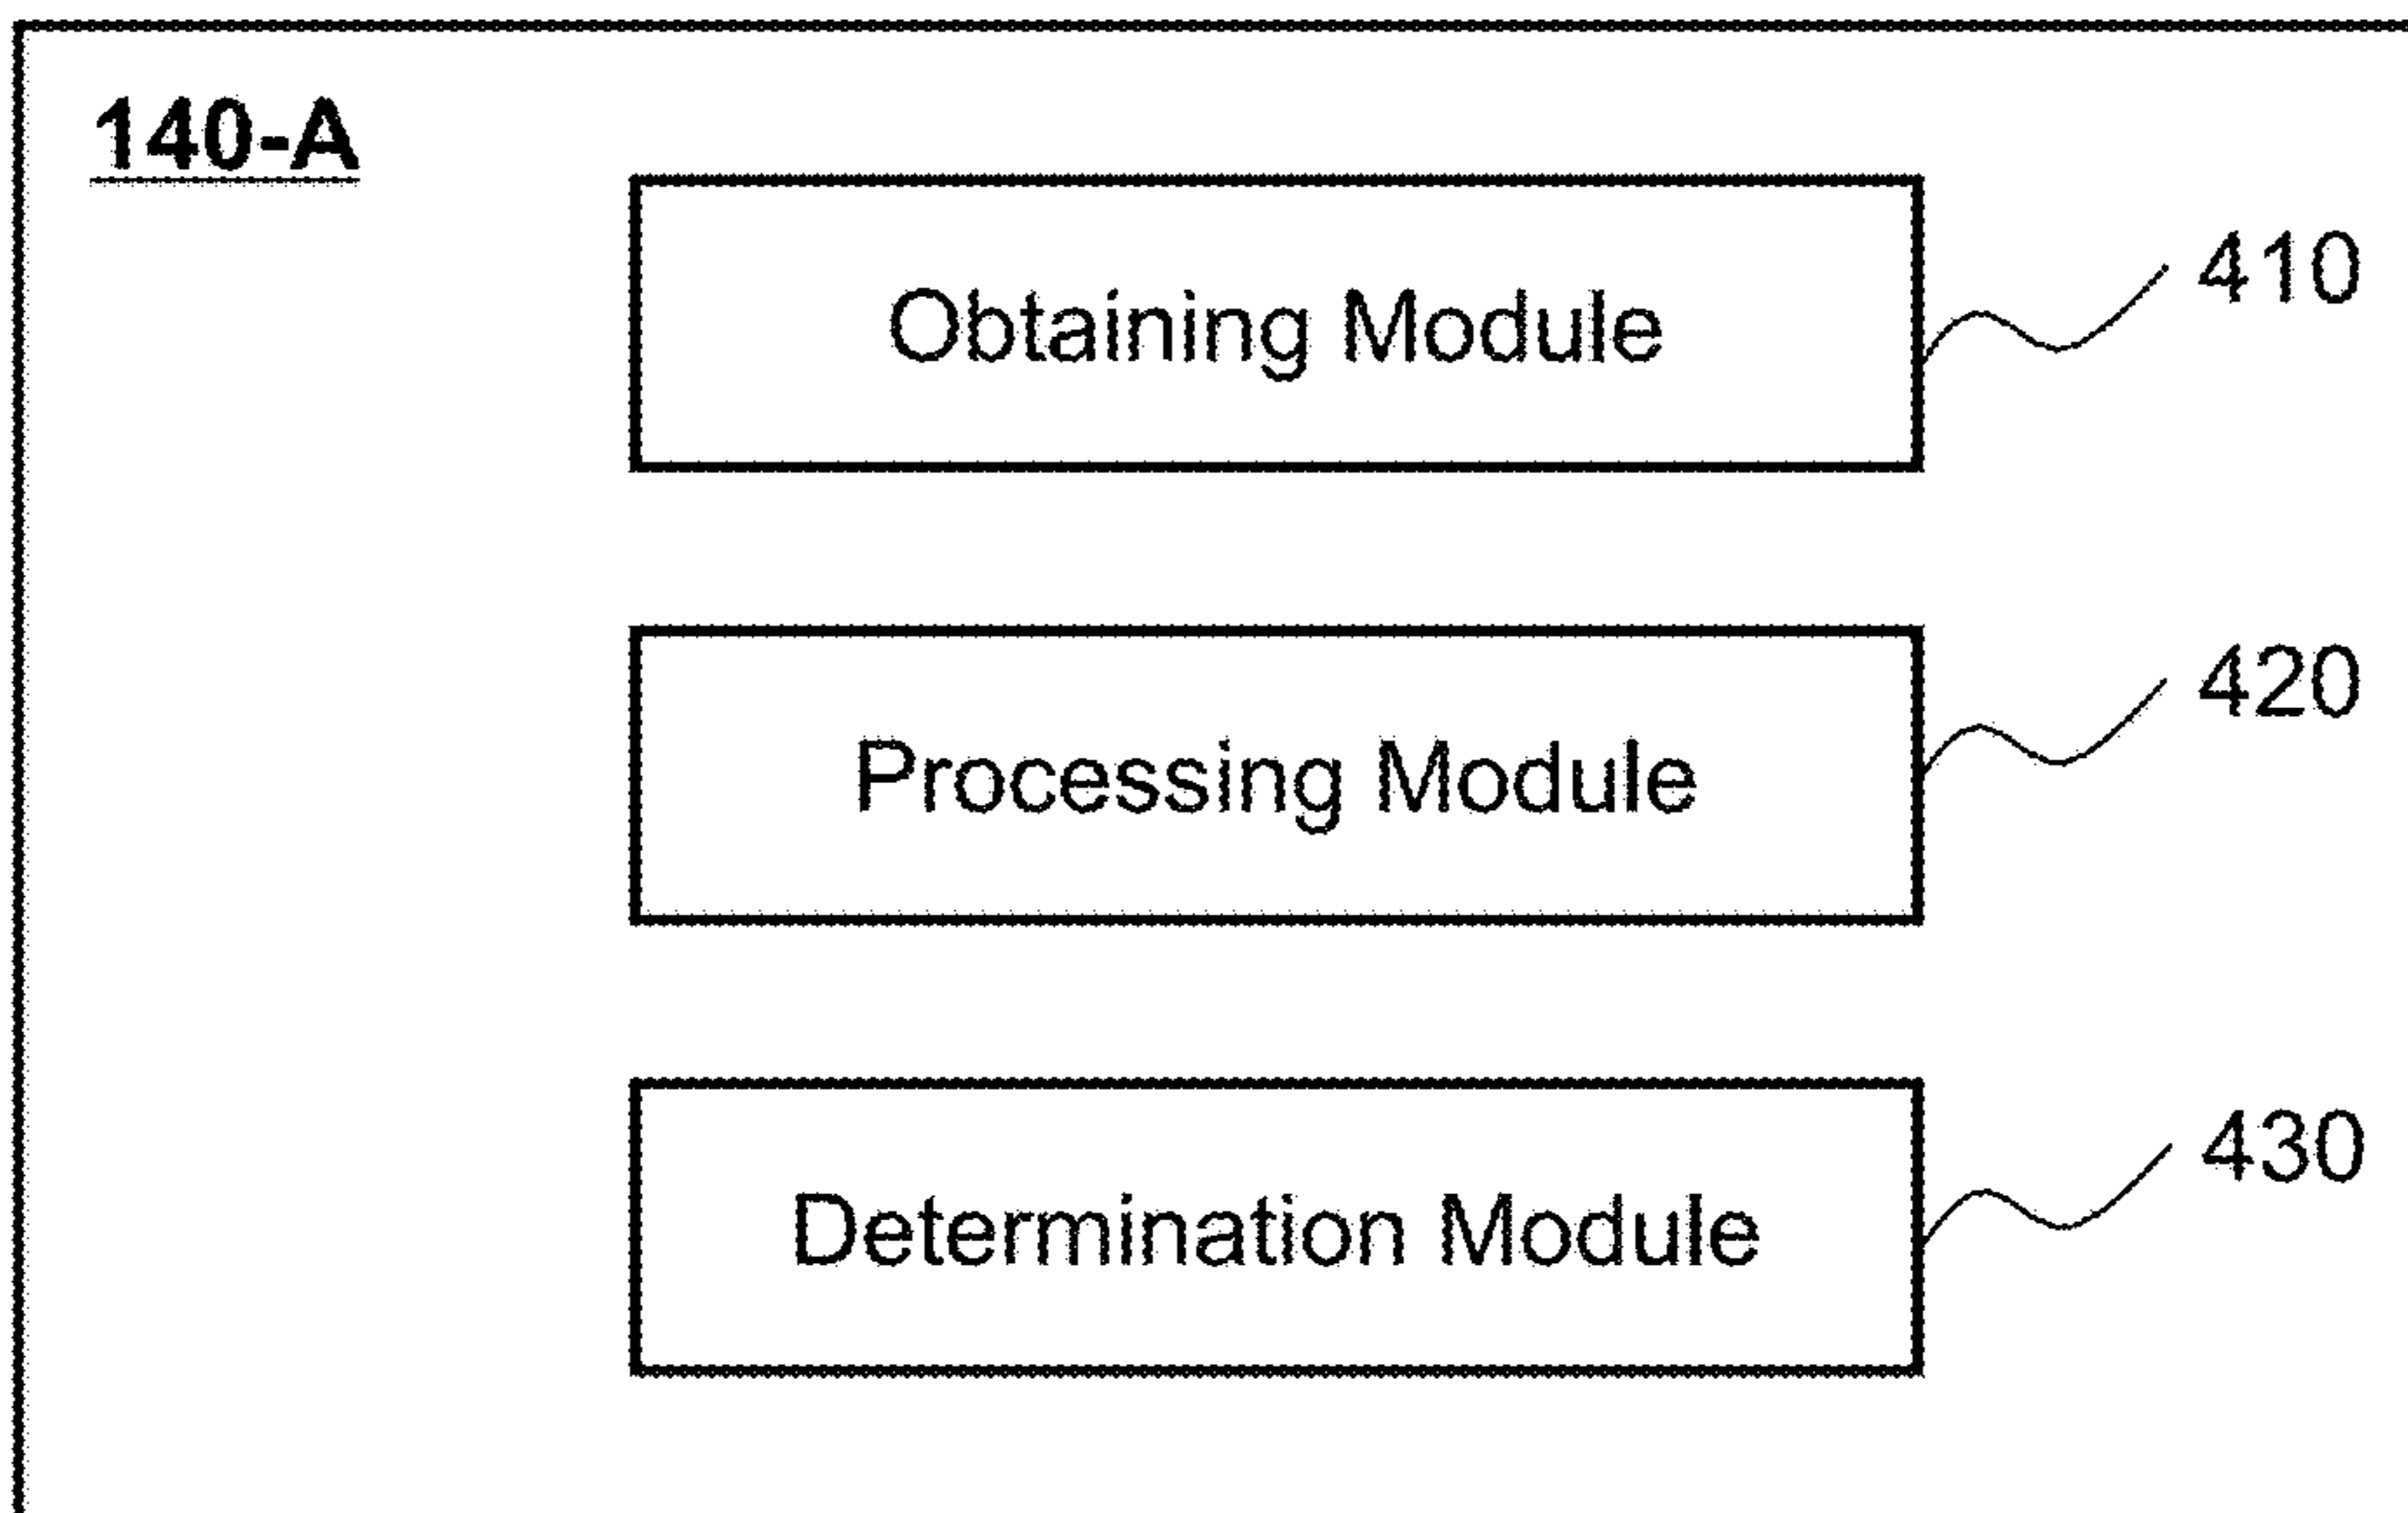 140-A
Obtaining Module
410
Processing Module
420
Determination Module
430